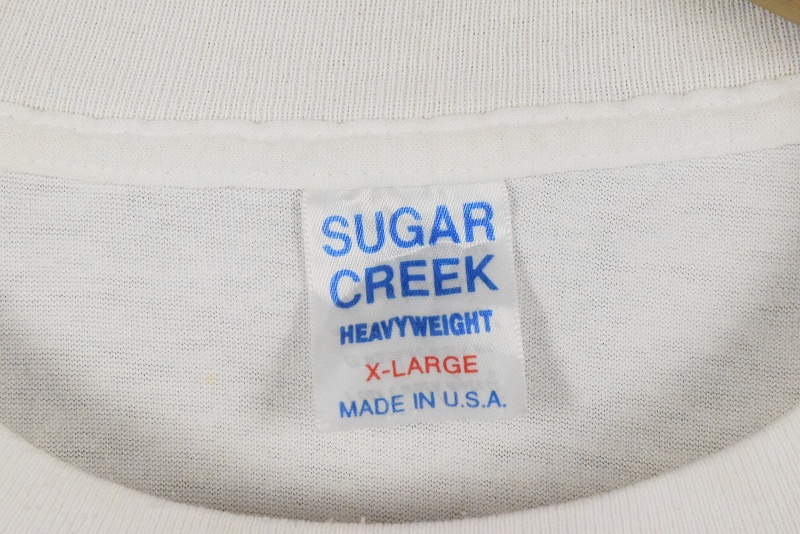 SUGAR
CREEK
HEAVYWEIGHT
X-LARGE
MADE IN U.S.A.